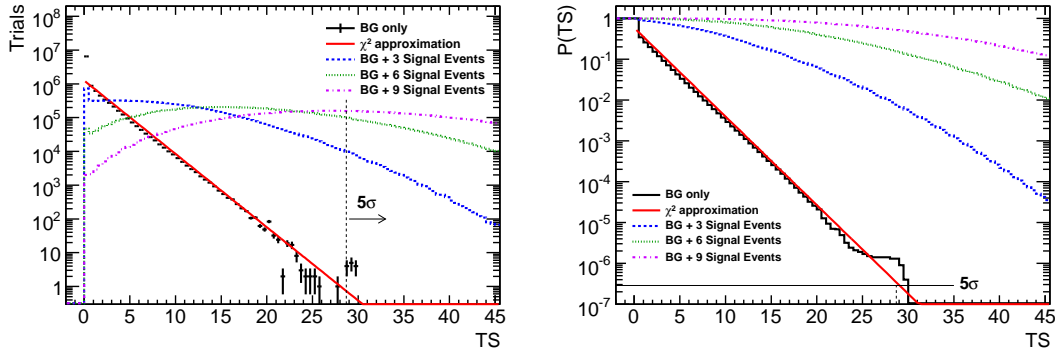 Trials
10⁷
10⁶
10⁵
10⁴
10³
10²
10
1
0 5 10 15 20 25 30 35 40 45
TS
BG only
χ² approximation
BG + 3 Signal Events
BG + 6 Signal Events
BG + 9 Signal Events
5σ
P(TS)
1
10⁻¹
10⁻²
10⁻³
10⁻⁴
10⁻⁵
10⁻⁶
10⁻⁷
0 5 10 15 20 25 30 35 40 45
TS
BG only
χ² approximation
BG + 3 Signal Events
BG + 6 Signal Events
BG + 9 Signal Events
5σ